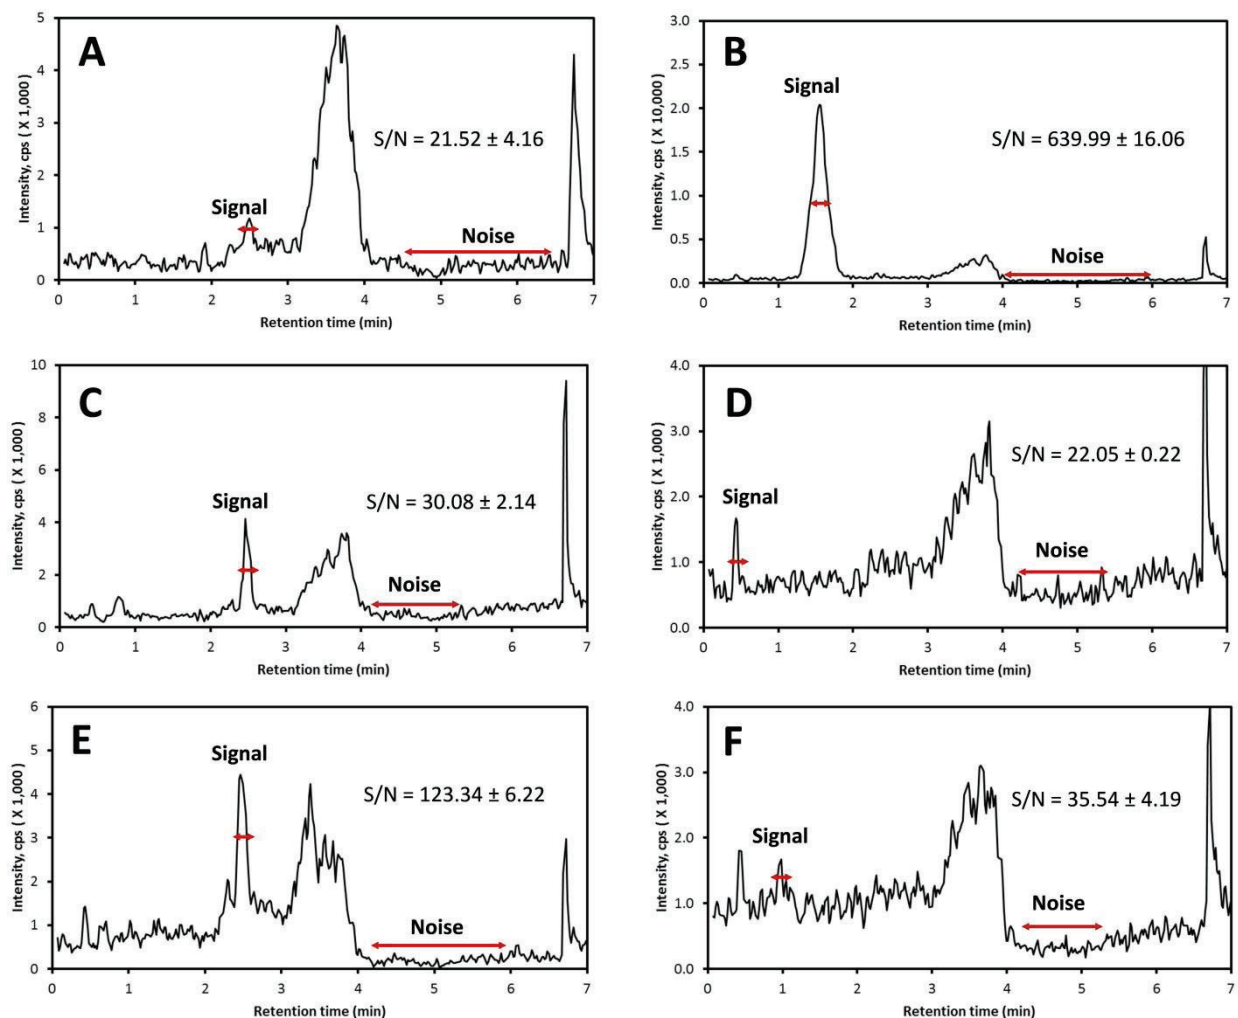 A
Signal
S/N = 21.52 ± 4.16
Noise
Intensity, cps ( X 1,000 )
5
4
3
2
1
0
0 1 2 3 4 5 6 7
Retention time (min)
B
Signal
S/N = 639.99 ± 16.06
Noise
Intensity, cps ( X 10,000 )
3.0
2.5
2.0
1.5
1.0
0.5
0.0
0 1 2 3 4 5 6 7
Retention time (min)
C
Signal
S/N = 30.08 ± 2.14
Noise
Intensity, cps ( X 1,000 )
10
8
6
4
2
0
0 1 2 3 4 5 6 7
Retention time (min)
D
Signal
S/N = 22.05 ± 0.22
Noise
Intensity, cps ( X 1,000 )
4.0
3.0
2.0
1.0
0.0
0 1 2 3 4 5 6 7
Retention time (min)
E
Signal
S/N = 123.34 ± 6.22
Noise
Intensity, cps ( X 1,000 )
6
5
4
3
2
1
0
0 1 2 3 4 5 6 7
Retention time (min)
F
Signal
S/N = 35.54 ± 4.19
Noise
Intensity, cps ( X 1,000 )
4.0
3.0
2.0
1.0
0.0
0 1 2 3 4 5 6 7
Retention time (min)